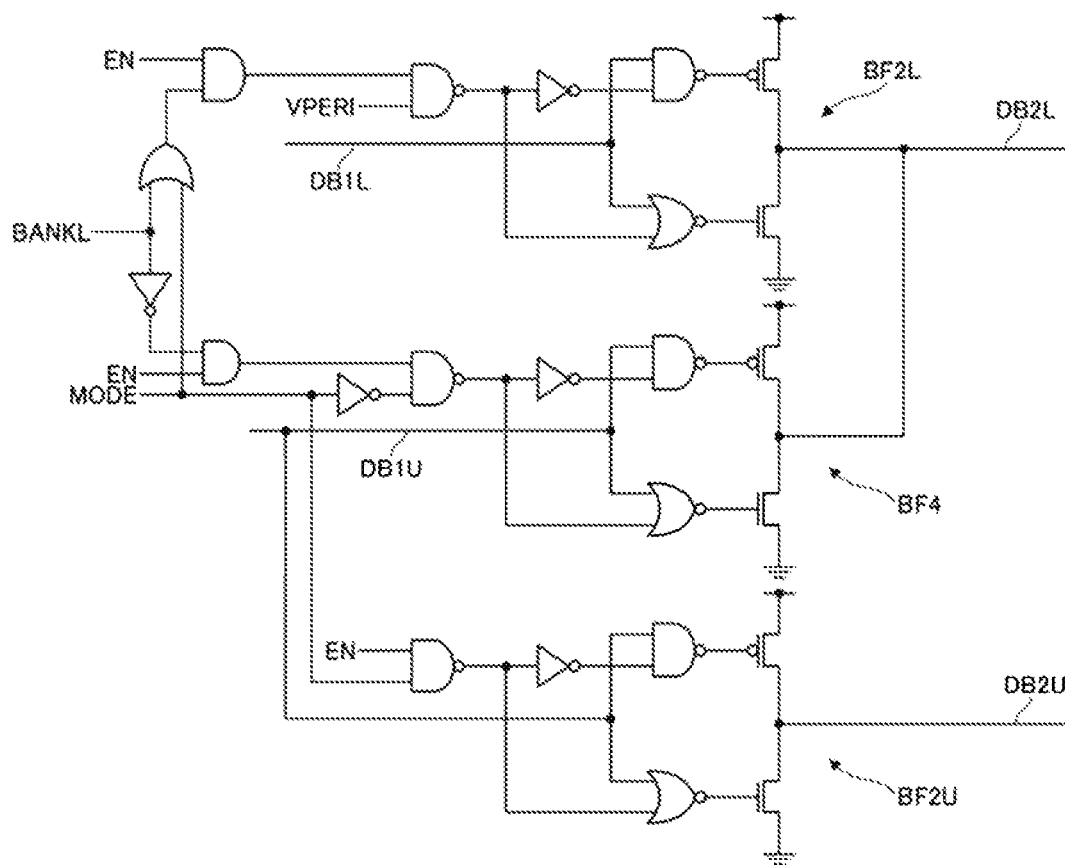 EN
BF2L
VPERI
DB2L
DB1L
BANKL
EN
MODE
DB1U
BF4
EN
DB2U
BF2U